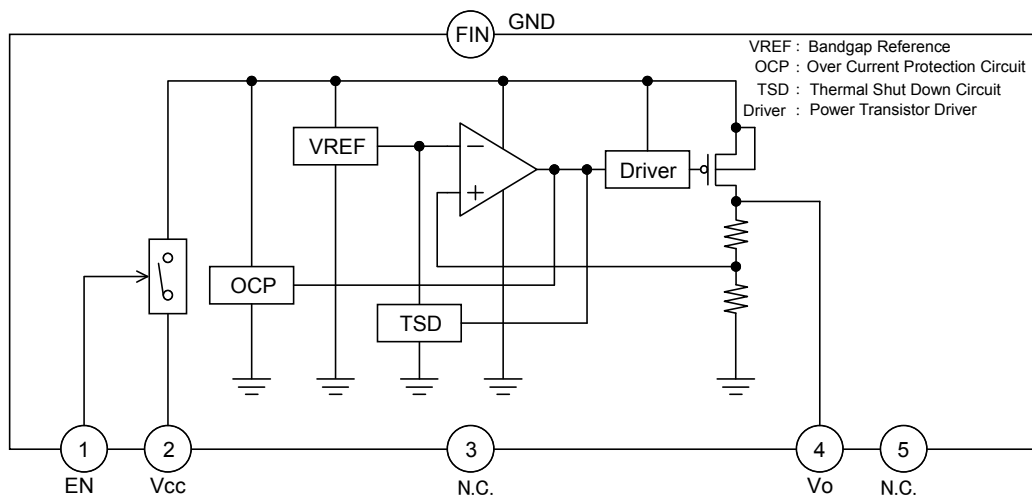 FIN GND
VREF : Bandgap Reference
OCP : Over Current Protection Circuit
TSD : Thermal Shut Down Circuit
Driver : Power Transistor Driver
VREF
−
+
Driver
OCP
TSD
1 2 3 4 5
EN Vcc N.C. Vo N.C.